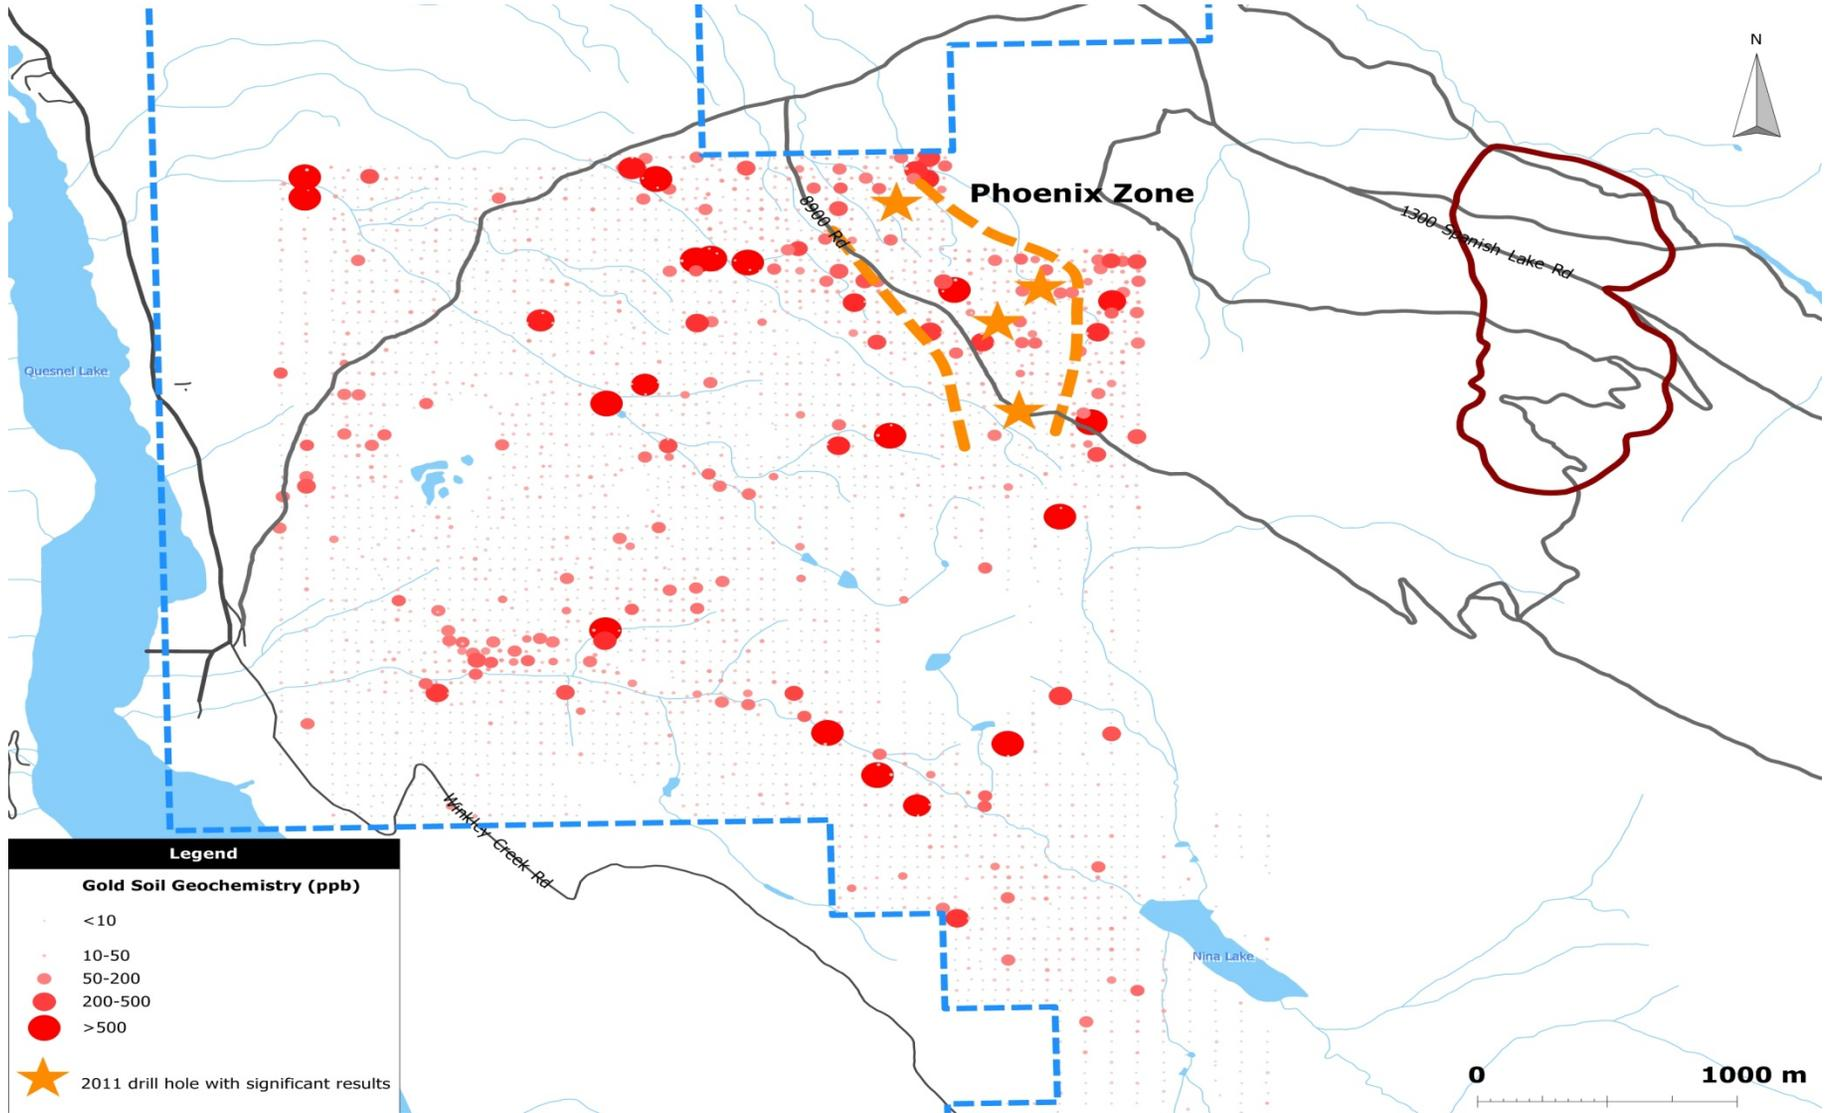 N
Phoenix Zone
8900 Rd
1300 Spanish Lake Rd
Quesnel Lake
Winkley Creek Rd
Nina Lake
Legend
Gold Soil Geochemistry (ppb)
<10
10-50
50-200
200-500
>500
2011 drill hole with significant results
0 1000 m